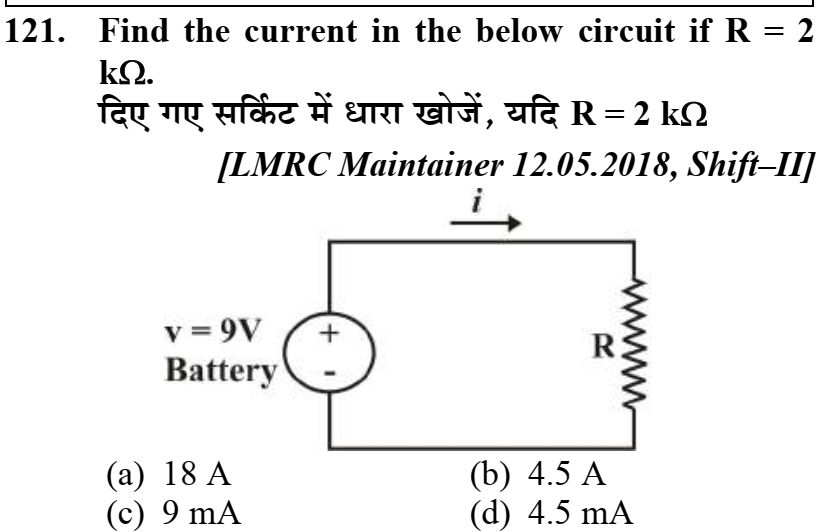 121. Find the current in the below circuit if R = 2
kΩ.
दिए गए सर्किट में धारा खोजें, यदि R = 2 kΩ
[LMRC Maintainer 12.05.2018, Shift–II]
i
v = 9V
Battery
+
-
R
(a) 18 A (b) 4.5 A
(c) 9 mA (d) 4.5 mA